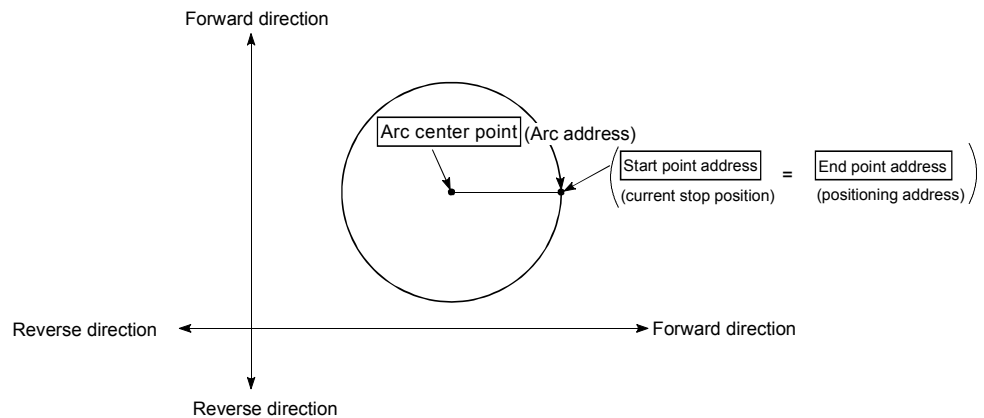 Forward direction
Arc center point (Arc address)
( Start point address = End point address )
(current stop position) (positioning address)
Reverse direction
Forward direction
Reverse direction